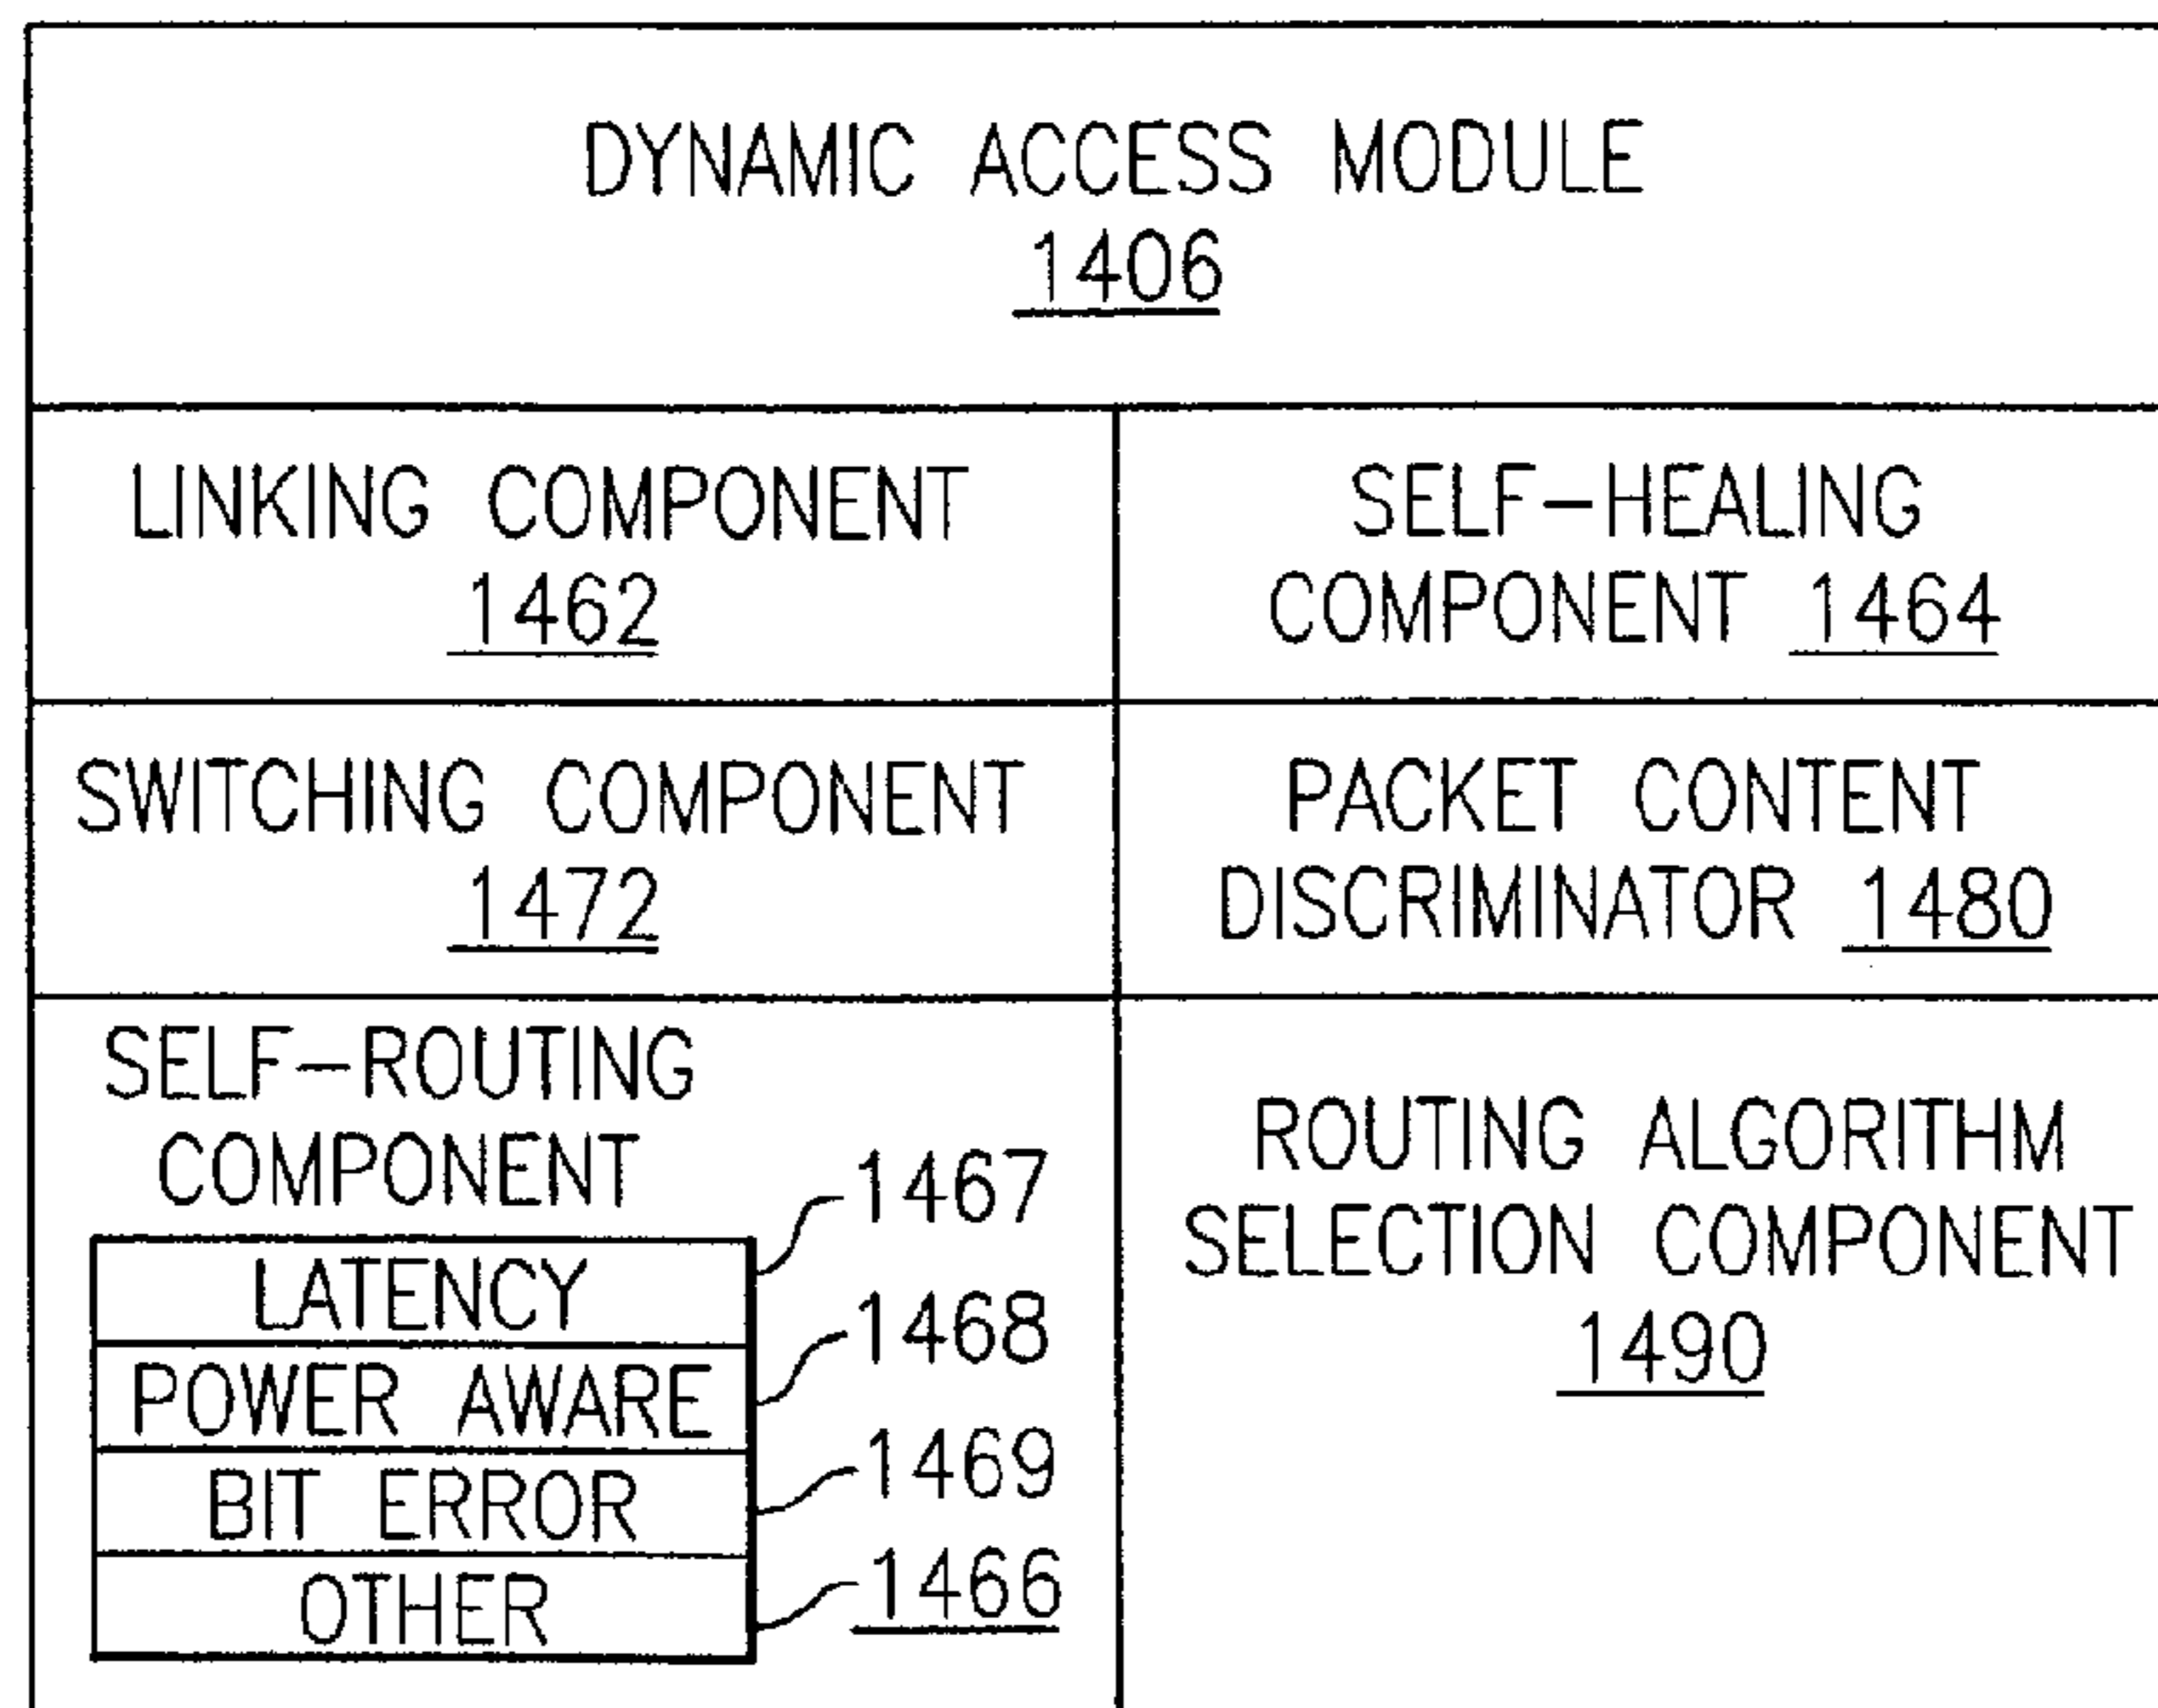 DYNAMIC ACCESS MODULE
1406
LINKING COMPONENT
1462
SELF-HEALING
COMPONENT 1464
SWITCHING COMPONENT
1472
PACKET CONTENT
DISCRIMINATOR 1480
SELF-ROUTING
COMPONENT
LATENCY
1467
POWER AWARE
1468
BIT ERROR
1469
OTHER
1466
ROUTING ALGORITHM
SELECTION COMPONENT
1490